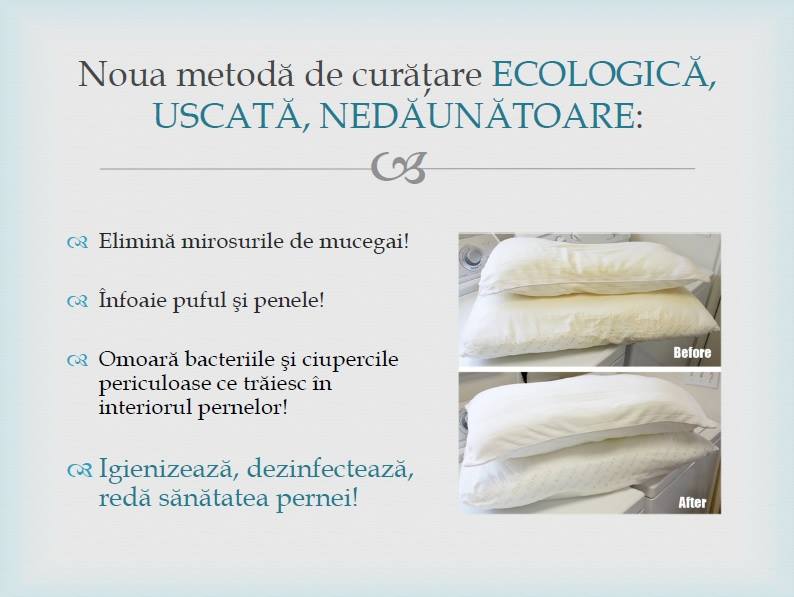 Noua metodă de curăţare ECOLOGICĂ,
USCATĂ, NEDĂUNĂTOARE:
Elimină mirosurile de mucegai!
Înfoaie puful şi penele!
Omoară bacteriile şi ciupercile
periculoase ce trăiesc în
interiorul pernelor!
Igienizează, dezinfectează,
redă sănătatea pernei!
Before
After